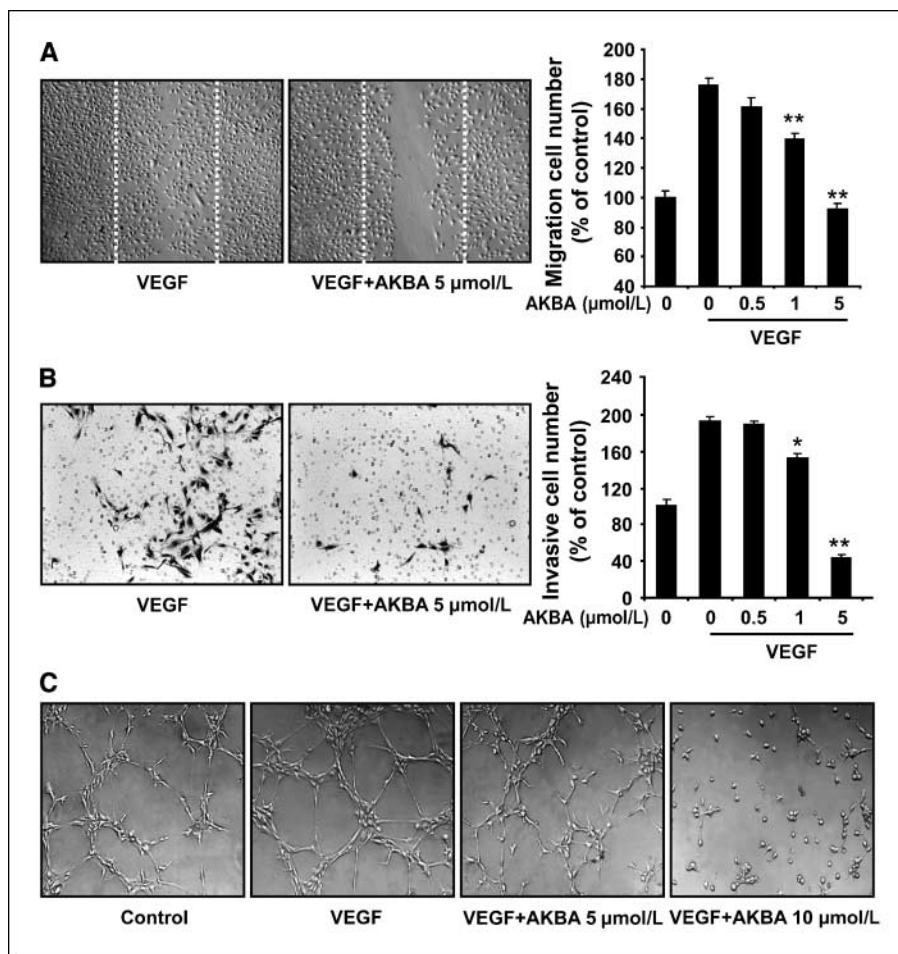 A
VEGF
VEGF+AKBA 5 µmol/L
Migration cell number
(% of control)
200
180
160
140
120
100
80
60
40
**
**
AKBA (µmol/L) 0 0 0.5 1 5
VEGF
B
VEGF
VEGF+AKBA 5 µmol/L
Invasive cell number
(% of control)
240
200
160
120
80
40
0
*
**
AKBA (µmol/L) 0 0 0.5 1 5
VEGF
C
Control
VEGF
VEGF+AKBA 5 µmol/L
VEGF+AKBA 10 µmol/L